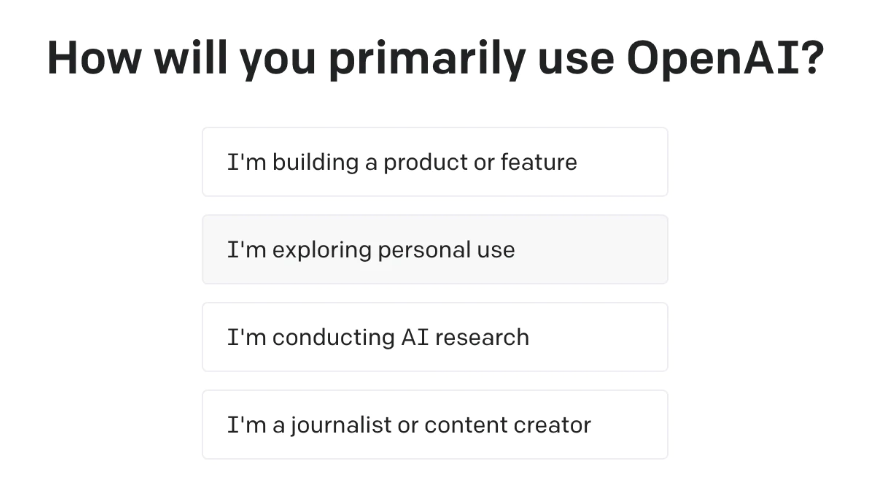 How will you primarily use OpenAI?
I'm building a product or feature
I'm exploring personal use
I'm conducting AI research
I'm a journalist or content creator